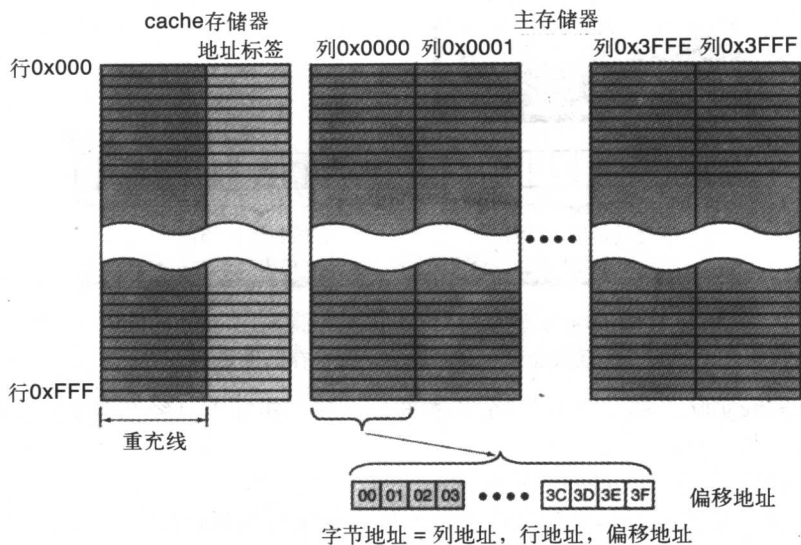 cache存储器
主存储器
地址标签
列0x0000
列0x0001
列0x3FFE
列0x3FFF
行0x000
行0xFFF
重充线
00 01 02 03
3C 3D 3E 3F
偏移地址
字节地址 = 列地址，行地址，偏移地址